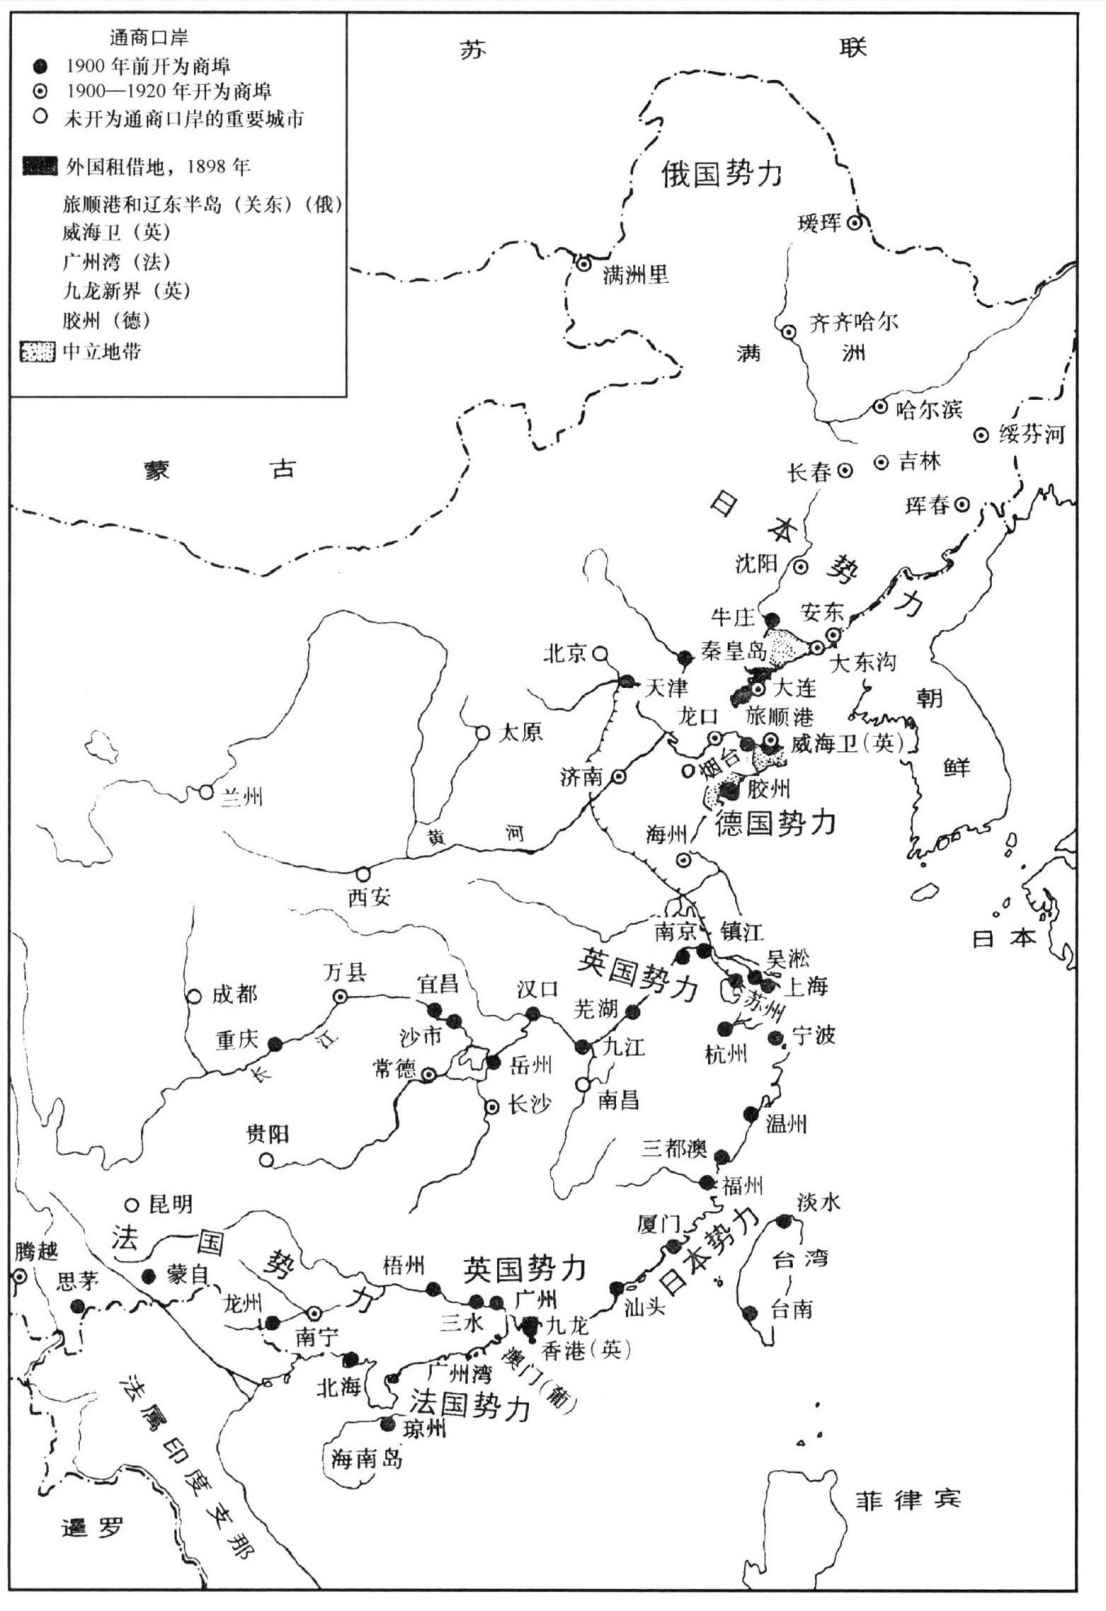 通商口岸
1900 年前开为商埠
1900—1920 年开为商埠
未开为通商口岸的重要城市
外国租借地，1898 年
旅顺港和辽东半岛（关东）（俄）
威海卫（英）
广州湾（法）
九龙新界（英）
胶州（德）
中立地带
苏 联
俄国势力
瑷珲
满洲里
齐齐哈尔
满 洲
哈尔滨
绥芬河
蒙 古
长春
吉林
珲春
日本势力
沈阳
牛庄
安东
北京
秦皇岛
大东沟
天津
大连
朝鲜
龙口
旅顺港
太原
威海卫（英）
烟台
济南
兰州
胶州
德国势力
黄 河
海州
西安
日本
南京
镇江
英国势力
吴淞
上海
苏州
成都
万县
宜昌
汉口
芜湖
重庆
长江
沙市
九江
杭州
宁波
常德
岳州
长沙
南昌
温州
贵阳
三都澳
福州
昆明
淡水
法国势力
厦门
日本势力
台湾
腾越
思茅
蒙自
梧州
英国势力
龙州
广州
汕头
台南
南宁
三水
九龙
香港（英）
澳门（葡）
北海
广州湾
法国势力
琼州
海南岛
法属印度支那
暹罗
菲律宾